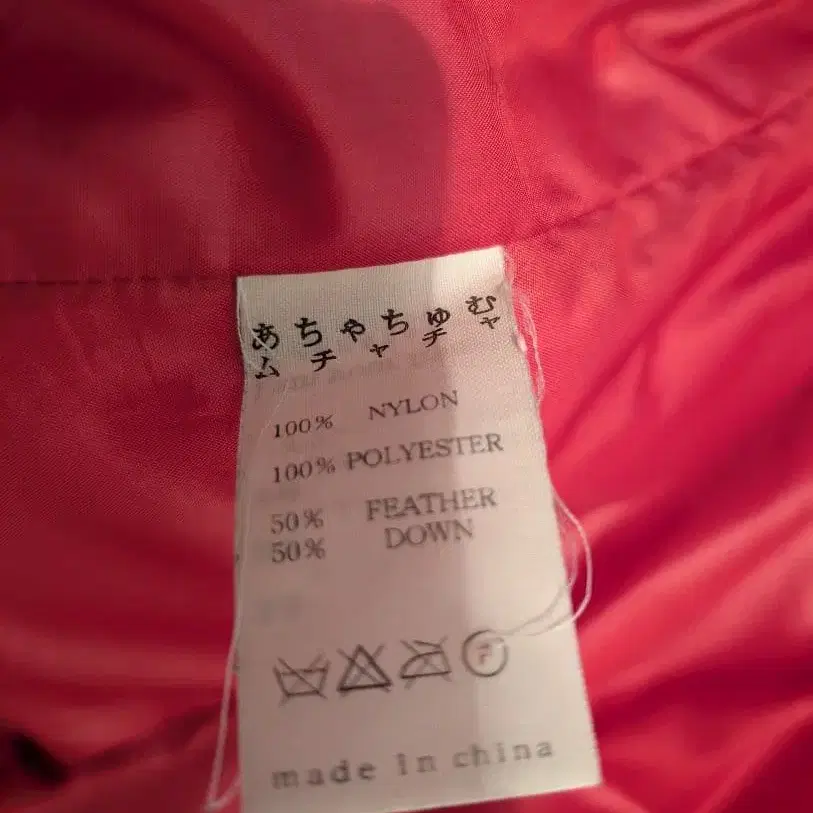 あちゃちゅむ
ムチャチャ
100% NYLON
100% POLYESTER
50% FEATHER
50% DOWN
F
made in china